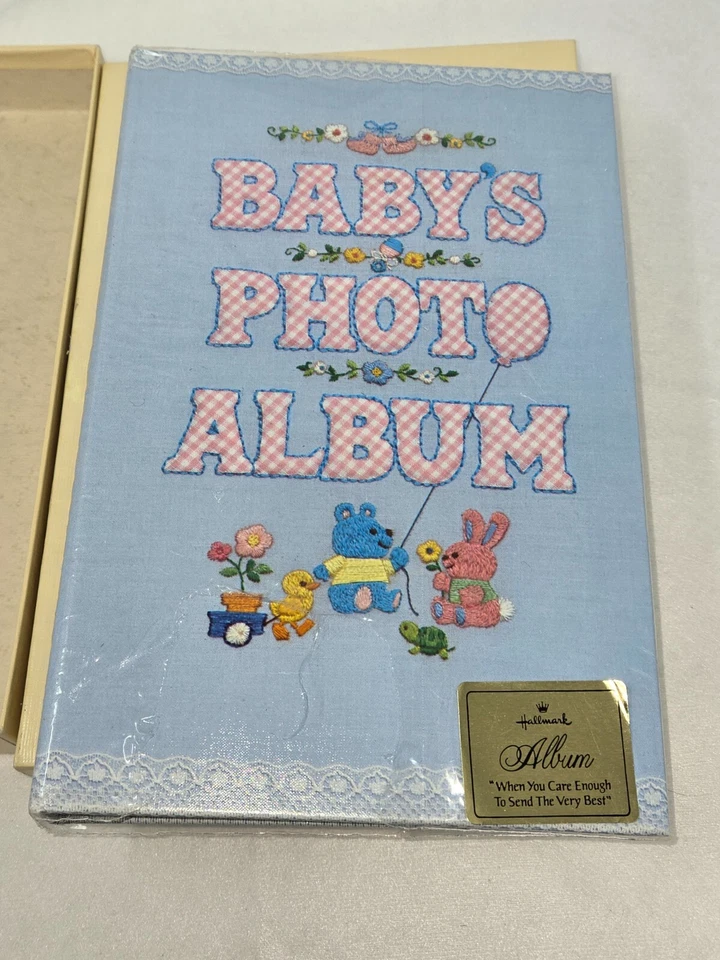 BABY'S
PHOTO
ALBUM
Hallmark
Album
"When You Care Enough
To Send The Very Best"